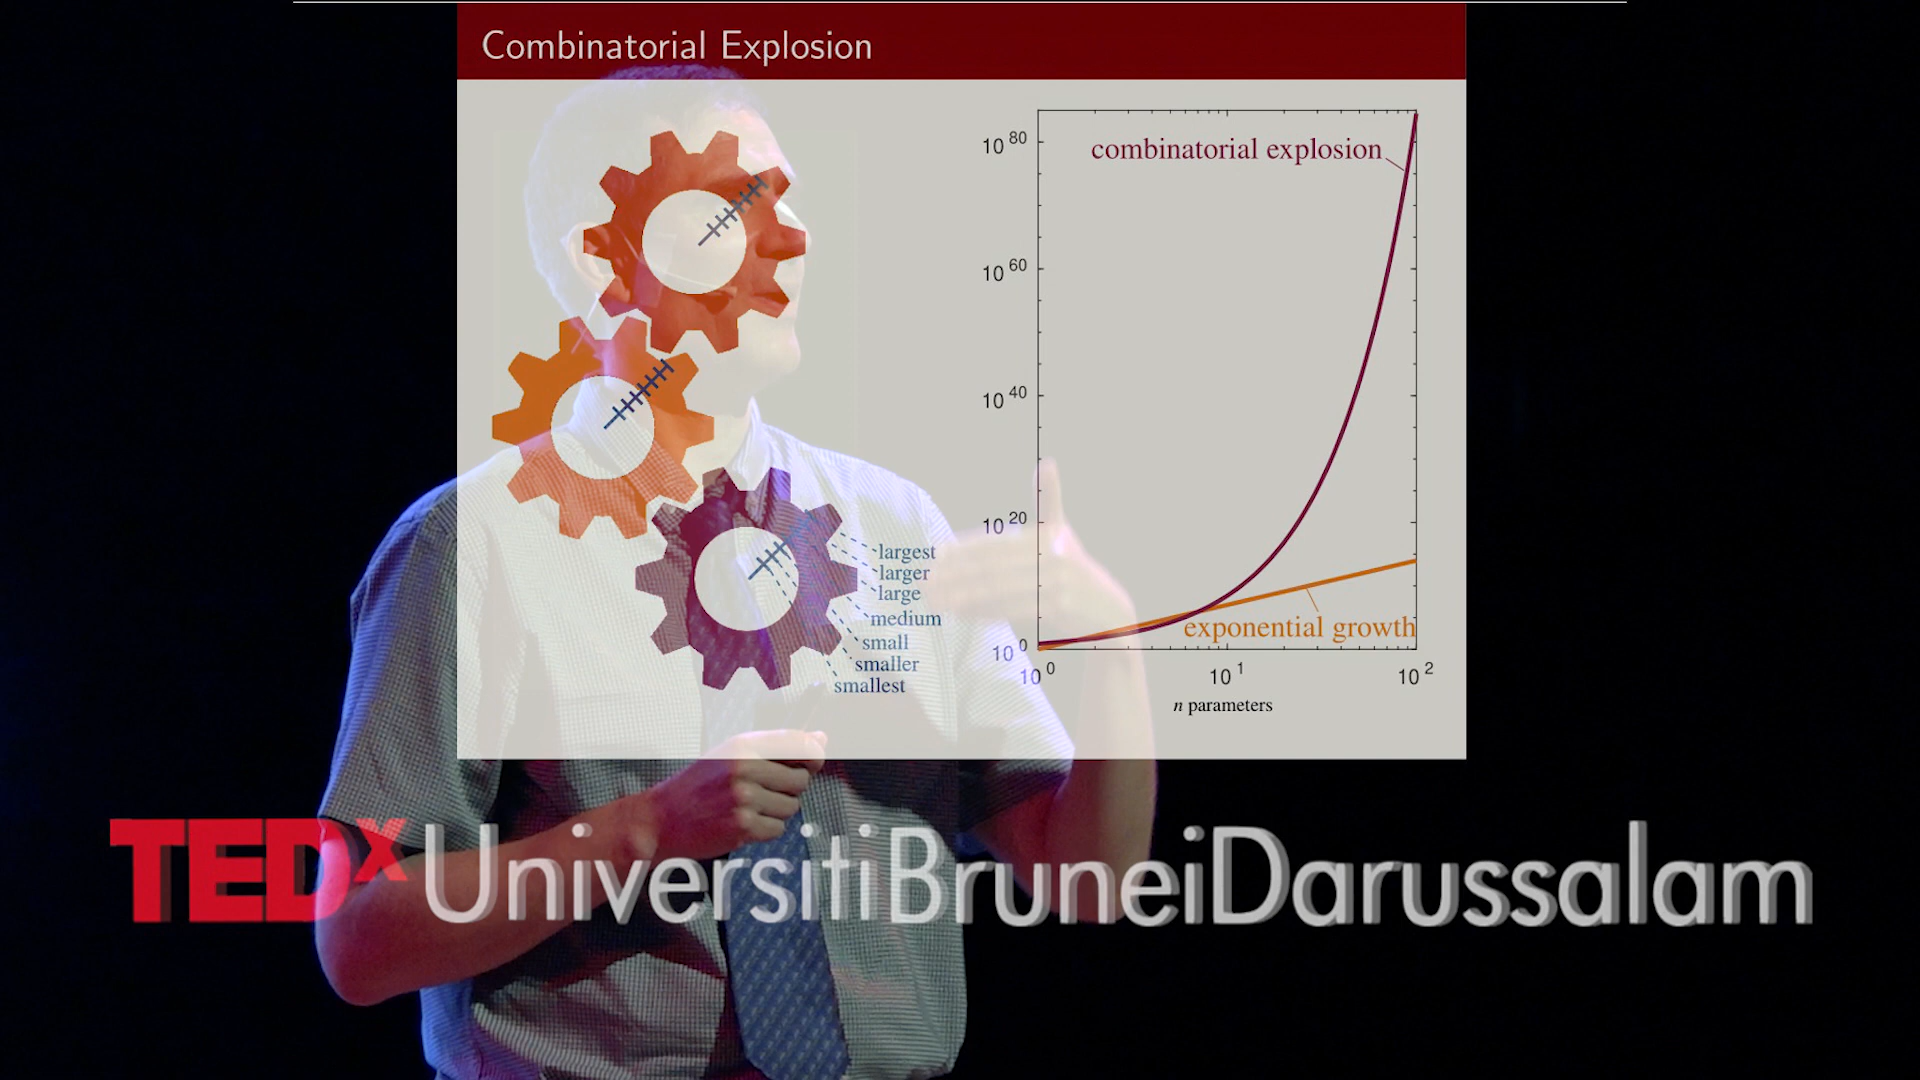 Combinatorial Explosion
largest
larger
large
medium
small
smaller
smallest
10 80
10 60
10 40
10 20
10 0
combinatorial explosion
exponential growth
10 0
10 1
10 2
n parameters
TEDx UniversitiBruneiDarussalam